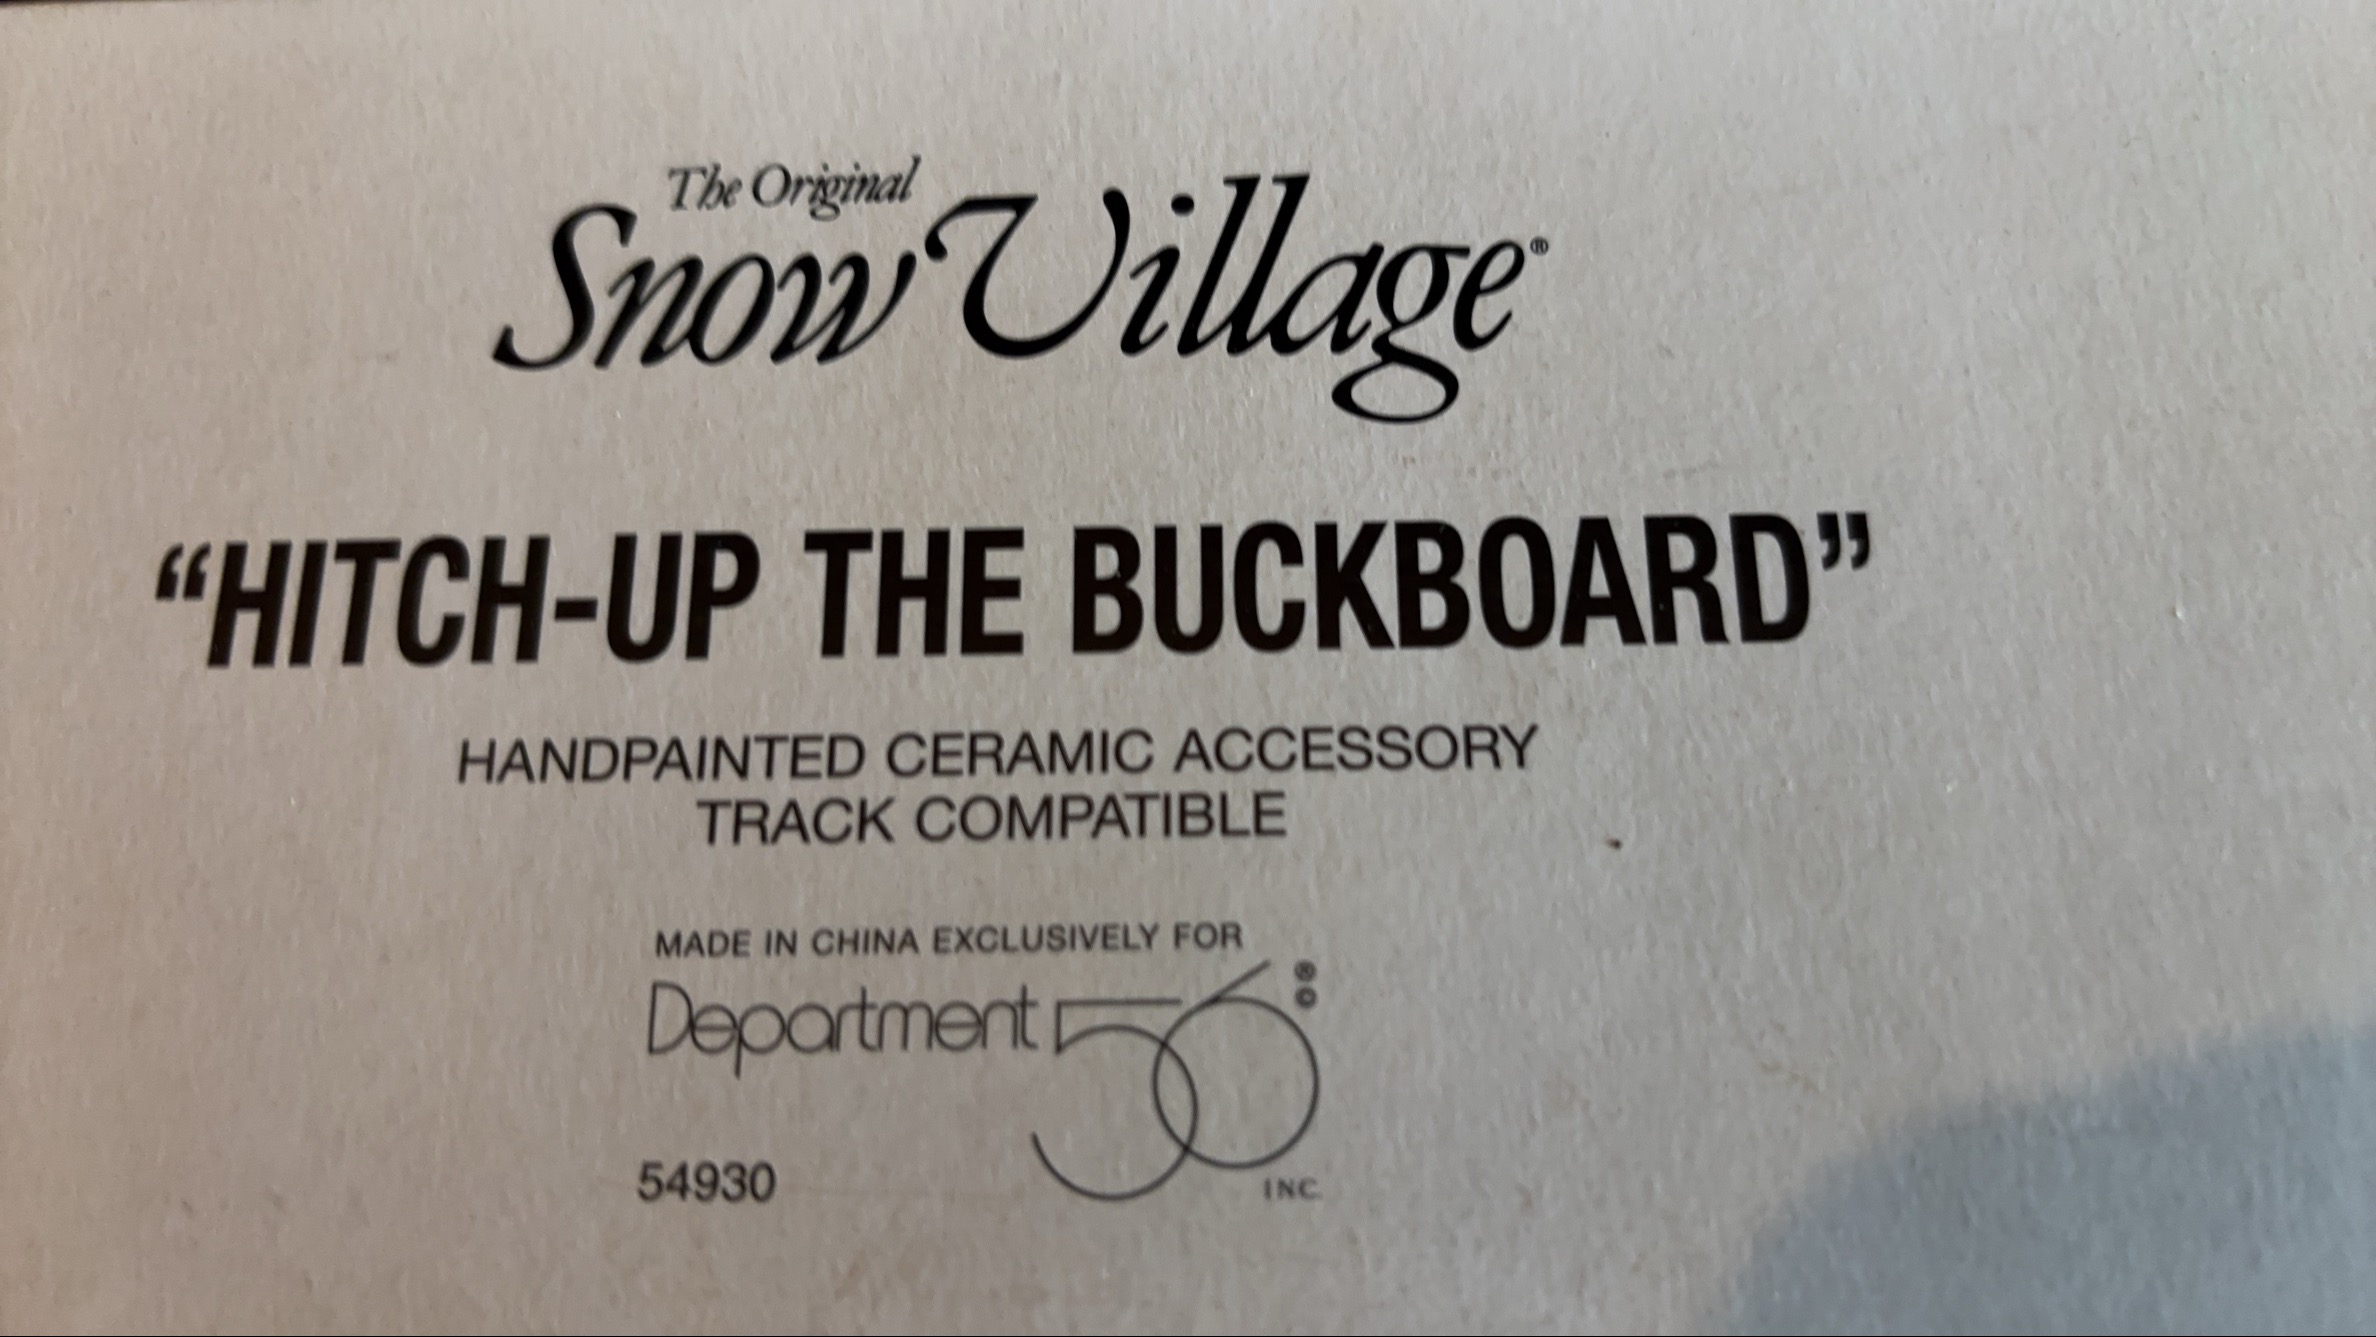 The Original
Snow Village®
“HITCH-UP THE BUCKBOARD”
HANDPAINTED CERAMIC ACCESSORY
TRACK COMPATIBLE
MADE IN CHINA EXCLUSIVELY FOR
Department 56®©
54930
INC.